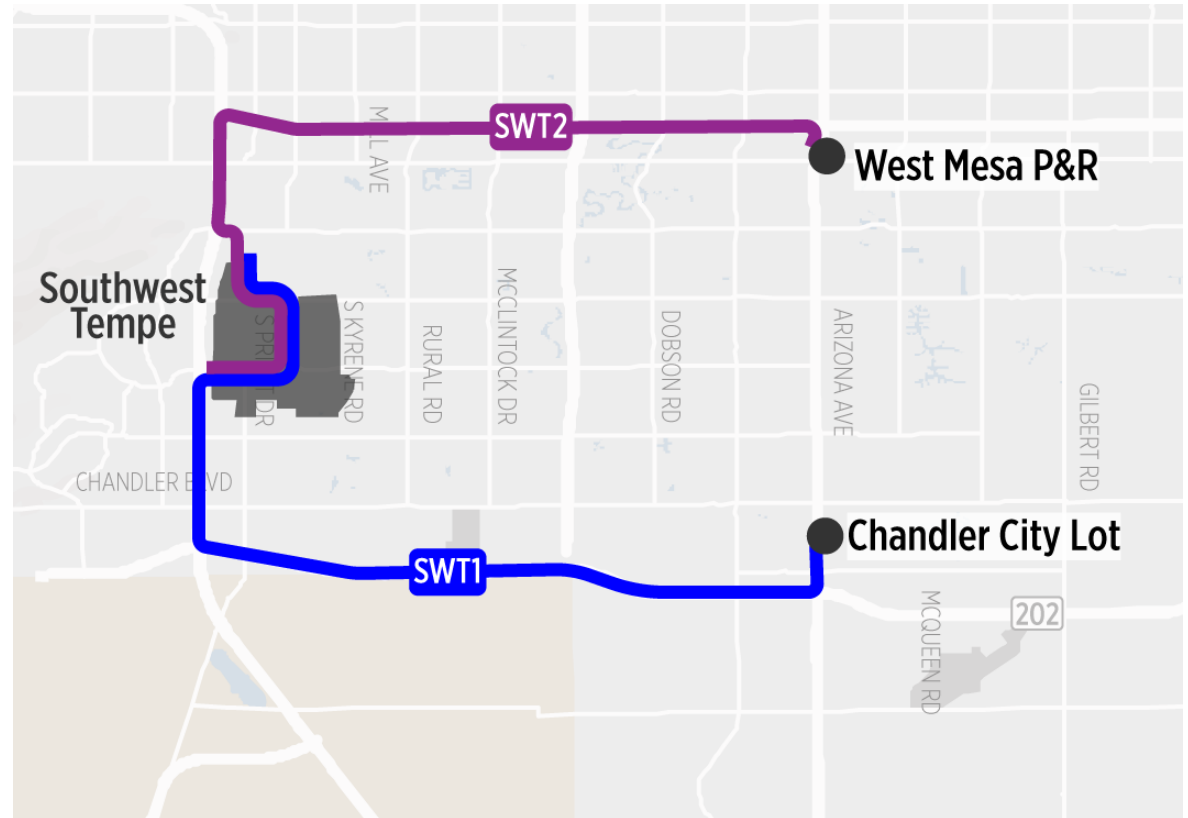 SWT2
MILL AVE
West Mesa P&R
Southwest
Tempe
S PRIEST DR
S KYRENE RD
RURAL RD
MCCLINTOCK DR
DOBSON RD
ARIZONA AVE
GILBERT RD
CHANDLER BLVD
Chandler City Lot
SWT1
MCQUEEN RD
202